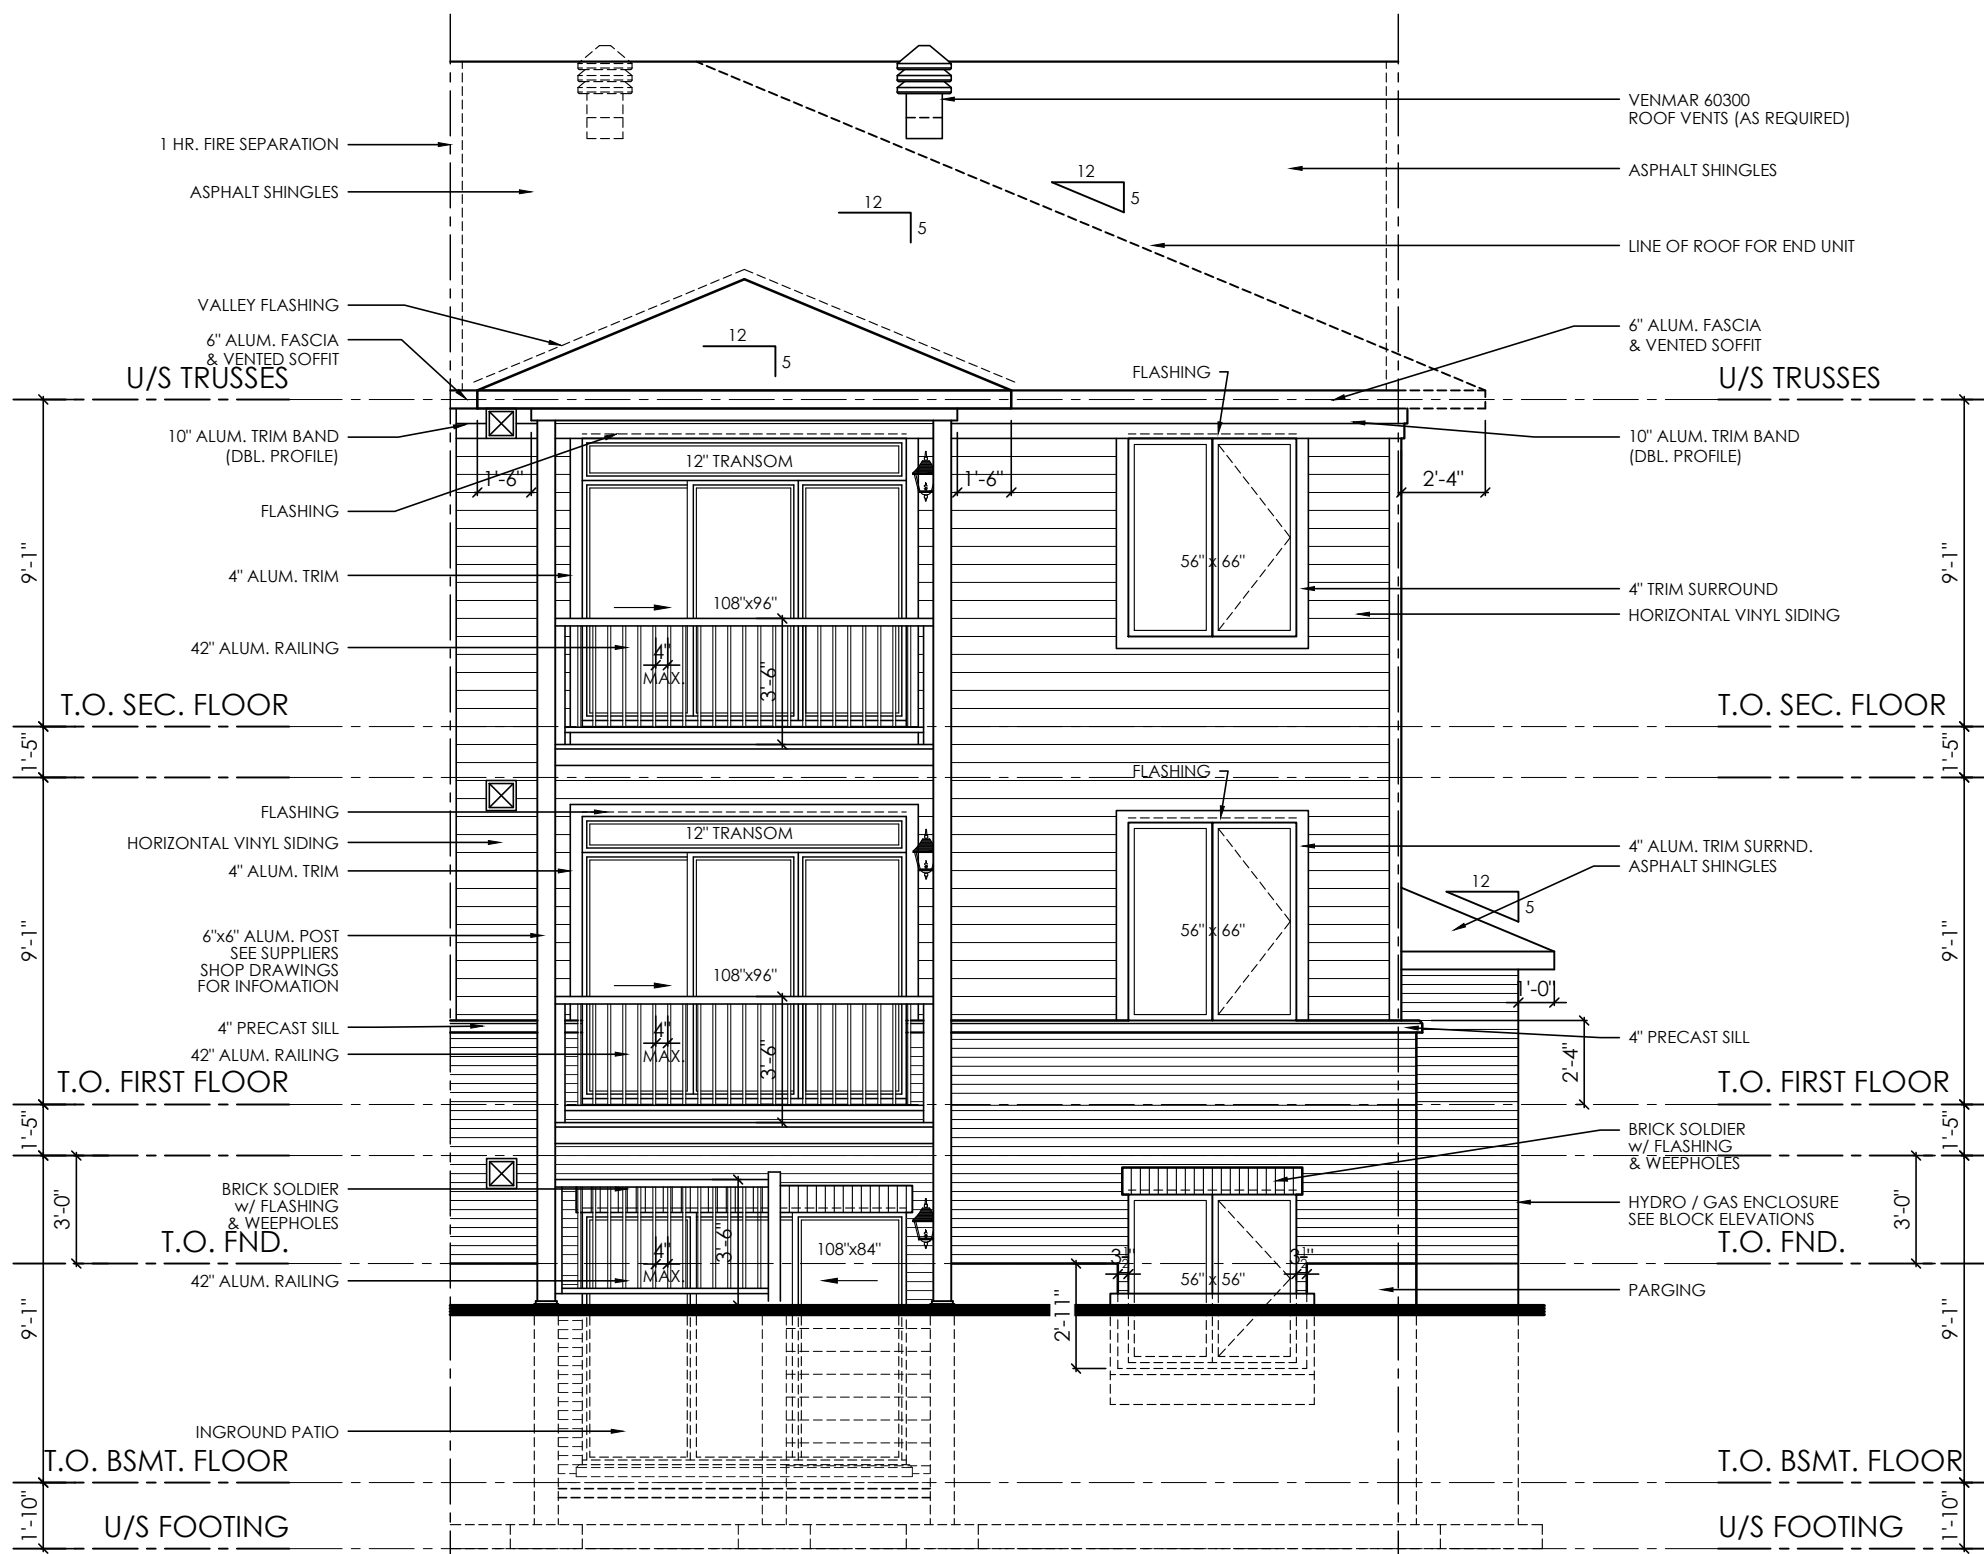 VENMAR 60300
ROOF VENTS (AS REQUIRED)
1 HR. FIRE SEPARATION
ASPHALT SHINGLES
12
5
ASPHALT SHINGLES
12
5
LINE OF ROOF FOR END UNIT
VALLEY FLASHING
6" ALUM. FASCIA
& VENTED SOFFIT
12
5
6" ALUM. FASCIA
& VENTED SOFFIT
U/S TRUSSES
FLASHING
U/S TRUSSES
10" ALUM. TRIM BAND
(DBL. PROFILE)
10" ALUM. TRIM BAND
(DBL. PROFILE)
12" TRANSOM
1'-6"
1'-6"
2'-4"
FLASHING
9'-1"
4" ALUM. TRIM
56" x 66"
9'-1"
108"x96"
4" TRIM SURROUND
HORIZONTAL VINYL SIDING
42" ALUM. RAILING
4"
MAX.
3'-6"
T.O. SEC. FLOOR
T.O. SEC. FLOOR
1'-5"
1'-5"
FLASHING
FLASHING
12" TRANSOM
HORIZONTAL VINYL SIDING
4" ALUM. TRIM
4" ALUM. TRIM SURRND.
ASPHALT SHINGLES
12
5
9'-1"
6"x6" ALUM. POST
SEE SUPPLIERS
SHOP DRAWINGS
FOR INFOMATION
108"x96"
56" x 66"
9'-1"
1'-0"
4" PRECAST SILL
4" PRECAST SILL
42" ALUM. RAILING
4"
MAX.
3'-6"
2'-4"
T.O. FIRST FLOOR
T.O. FIRST FLOOR
1'-5"
1'-5"
BRICK SOLDIER
w/ FLASHING
& WEEPHOLES
BRICK SOLDIER
w/ FLASHING
& WEEPHOLES
HYDRO / GAS ENCLOSURE
SEE BLOCK ELEVATIONS
3'-0"
3'-0"
T.O. FND.
T.O. FND.
4"
MAX.
3'-6"
108"x84"
3½"
3½"
56" x 56"
42" ALUM. RAILING
PARGING
9'-1"
2'-11"
9'-1"
INGROUND PATIO
T.O. BSMT. FLOOR
T.O. BSMT. FLOOR
1'-10"
1'-10"
U/S FOOTING
U/S FOOTING